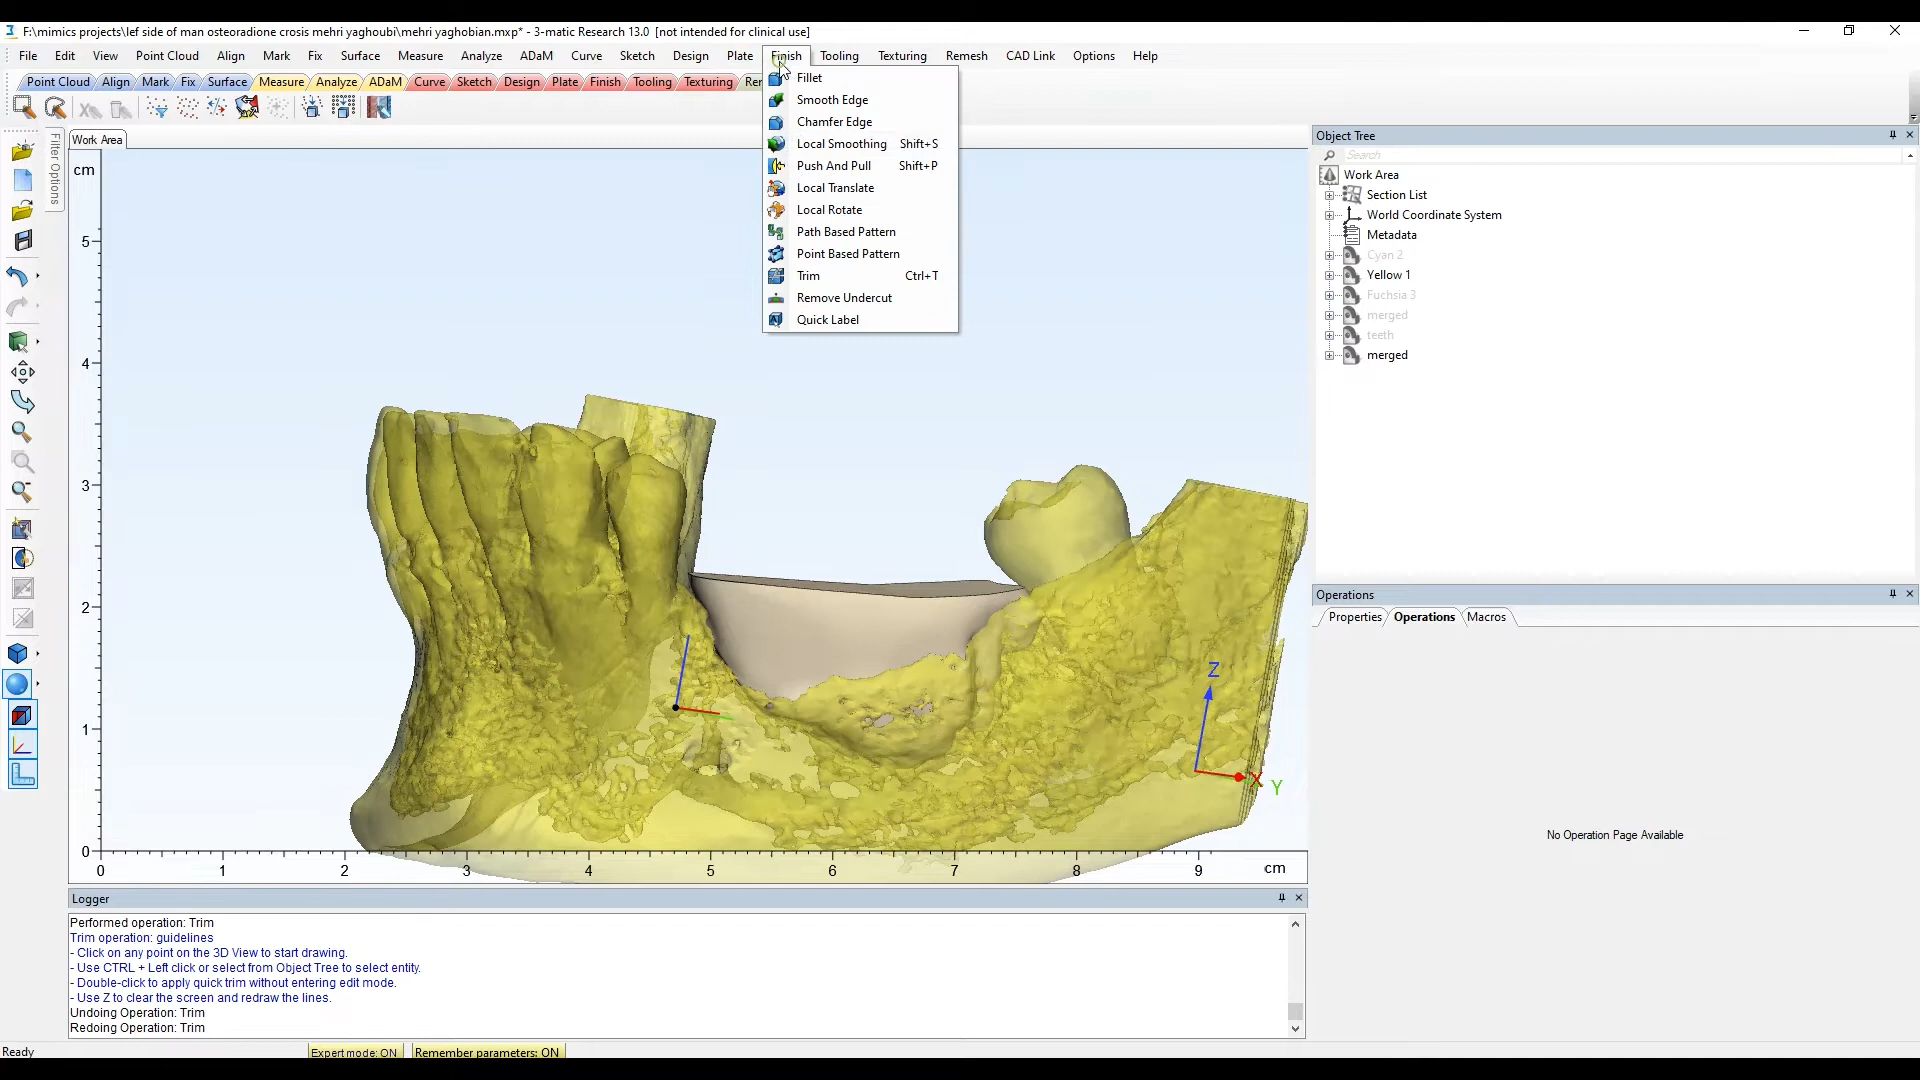 F:\mimics projects\lef side of man osteoradione crosis mehri yaghoubi\mehri yaghobian.mxp* - 3-matic Research 13.0 [not intended for clinical use]
File Edit View Point Cloud Align Mark Fix Surface Measure Analyze ADaM Curve Sketch Design Plate Finish Tooling Texturing Remesh CAD Link Options Help
Point Cloud Align Mark Fix Surface Measure Analyze ADaM Curve Sketch Design Plate Finish Tooling Texturing
Fillet
Smooth Edge
Chamfer Edge
Local Smoothing Shift+S
Push And Pull Shift+P
Local Translate
Local Rotate
Path Based Pattern
Point Based Pattern
Trim Ctrl+T
Remove Undercut
Quick Label
Filter Options
Work Area
cm
5
4
3
2
1
0
0 1 2 3 4 5 6 7 8 9 cm
Z
X
Y
Object Tree
Search
Work Area
Section List
World Coordinate System
Metadata
Cyan 2
Yellow 1
Fuchsia 3
merged
teeth
merged
Operations
Properties Operations Macros
No Operation Page Available
Logger
Performed operation: Trim
Trim operation: guidelines
- Click on any point on the 3D View to start drawing.
- Use CTRL + Left click or select from Object Tree to select entity.
- Double-click to apply quick trim without entering edit mode.
- Use Z to clear the screen and redraw the lines.
Undoing Operation: Trim
Redoing Operation: Trim
Ready
Expert mode: ON
Remember parameters: ON